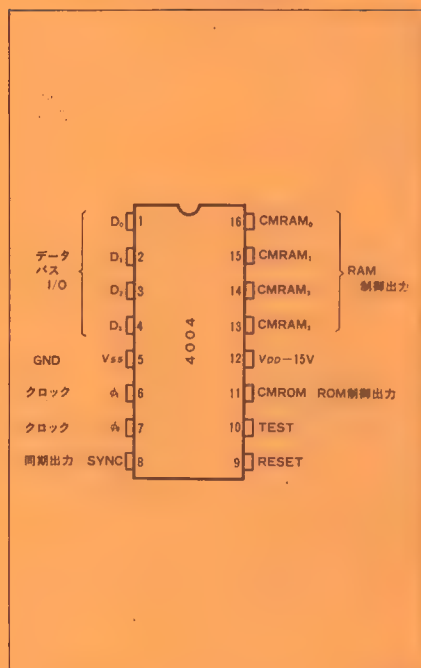 D₀ 1 16 CMRAM₀
データ D₁ 2 15 CMRAM₁ RAM
バス
I/O D₂ 3 14 CMRAM₂ 制御出力
D₃ 4 13 CMRAM₃
4004
GND Vss 5 12 VDD−15V
クロック φ₁ 6 11 CMROM ROM制御出力
クロック φ₂ 7 10 TEST
同期出力 SYNC 8 9 RESET